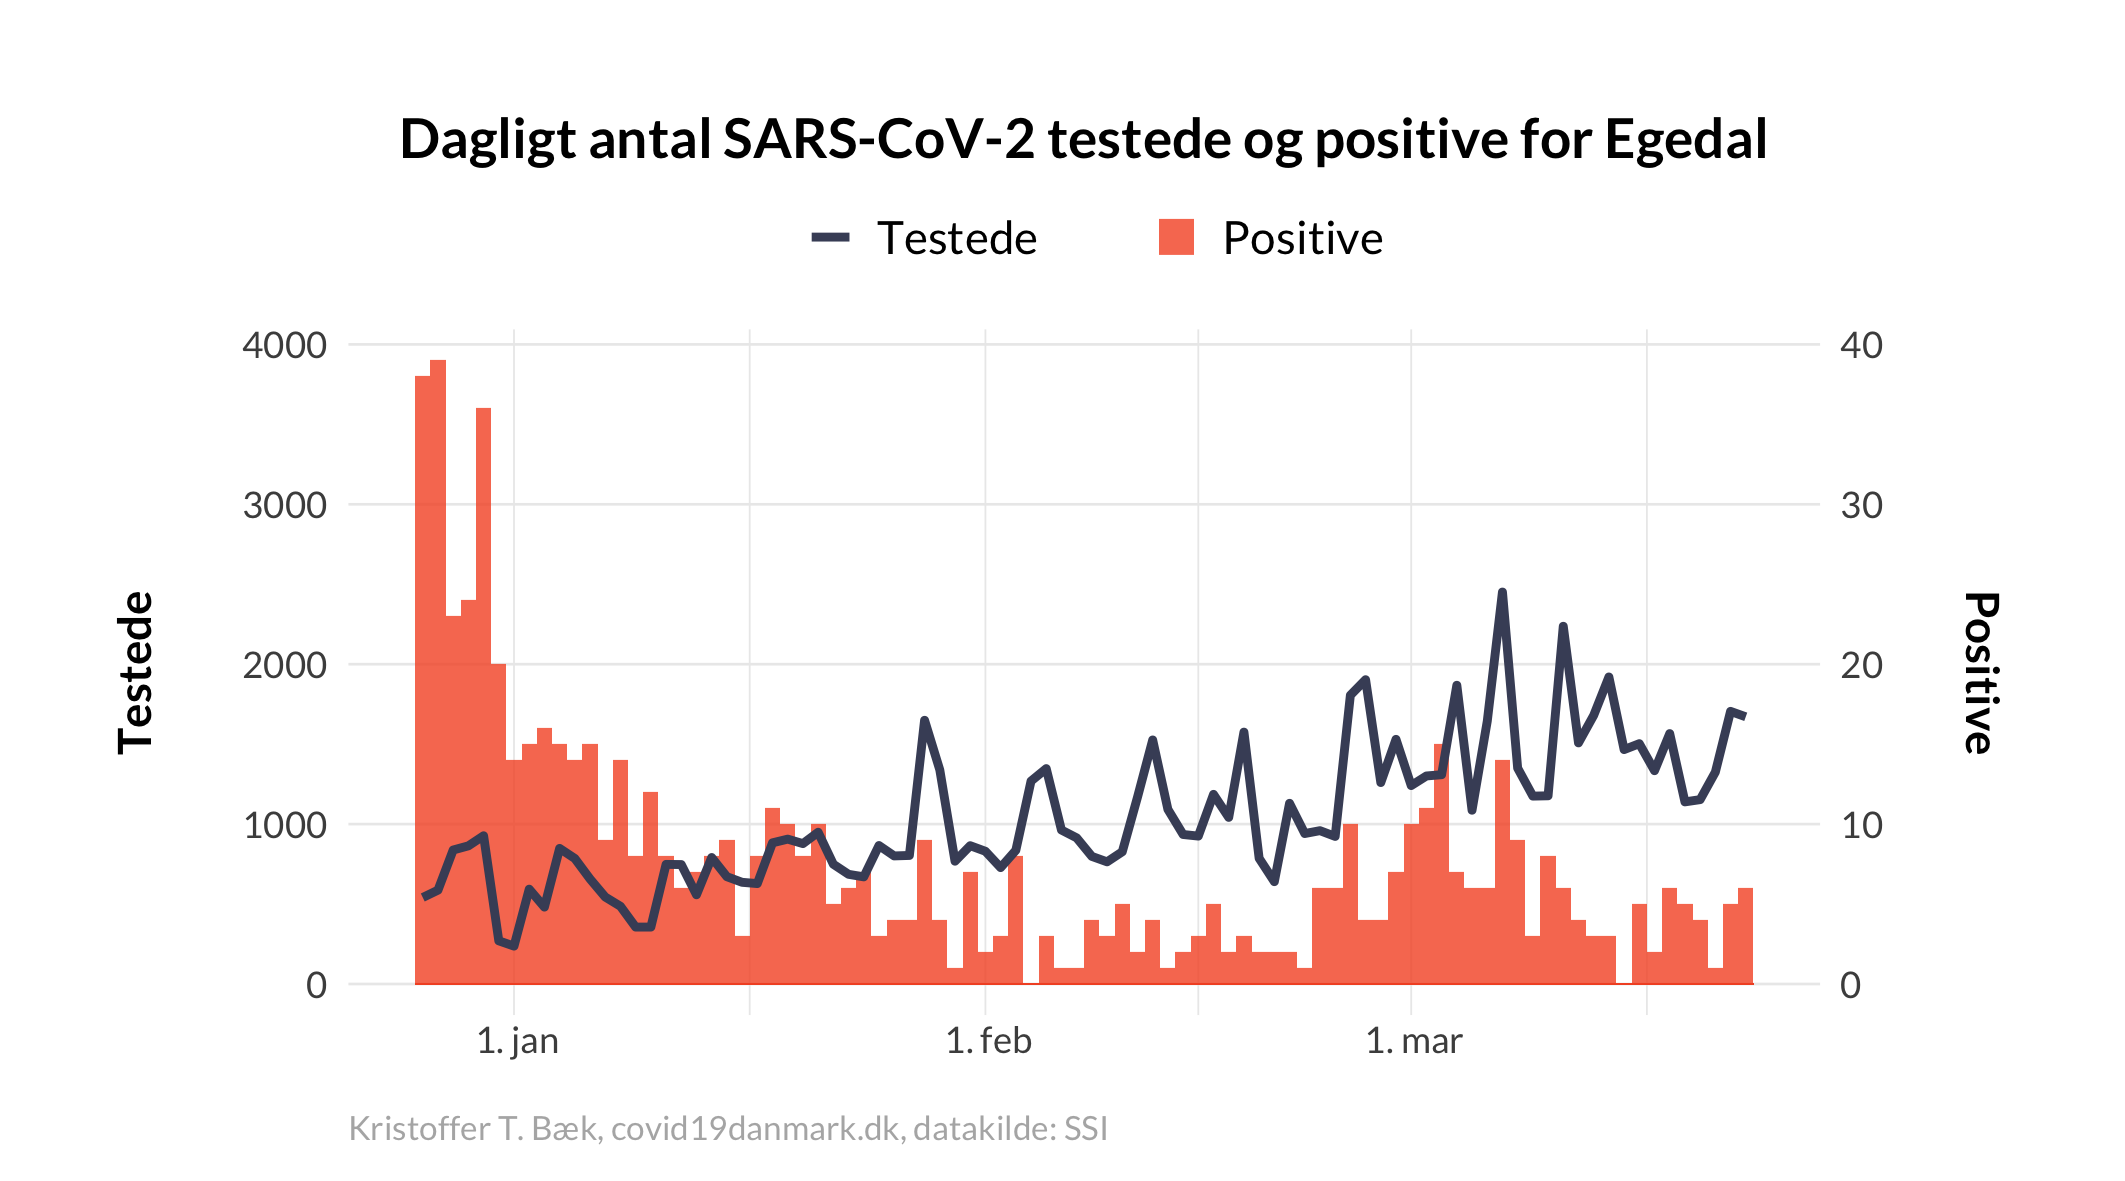 Dagligt antal SARS-CoV-2 testede og positive for Egedal
Testede Positive
4000 40
3000 30
2000 20
1000 10
0 0
Testede
Positive
1. jan 1. feb 1. mar
Kristoffer T. Bæk, covid19danmark.dk, datakilde: SSI